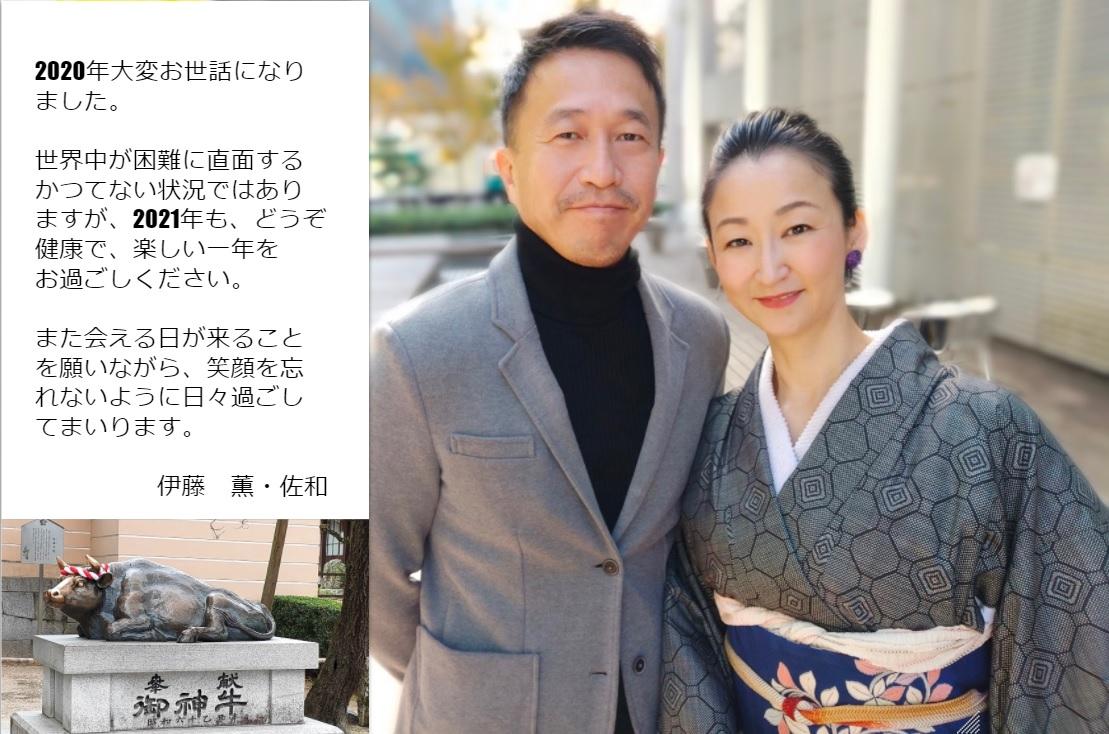 2020年大変お世話になり
ました。
世界中が困難に直面する
かつてない状況ではあり
ますが、2021年も、どうぞ
健康で、楽しい一年を
お過ごしください。
また会える日が来ること
を願いながら、笑顔を忘
れないように日々過ごし
てまいります。
伊藤　薫・佐和
奉献
御神牛